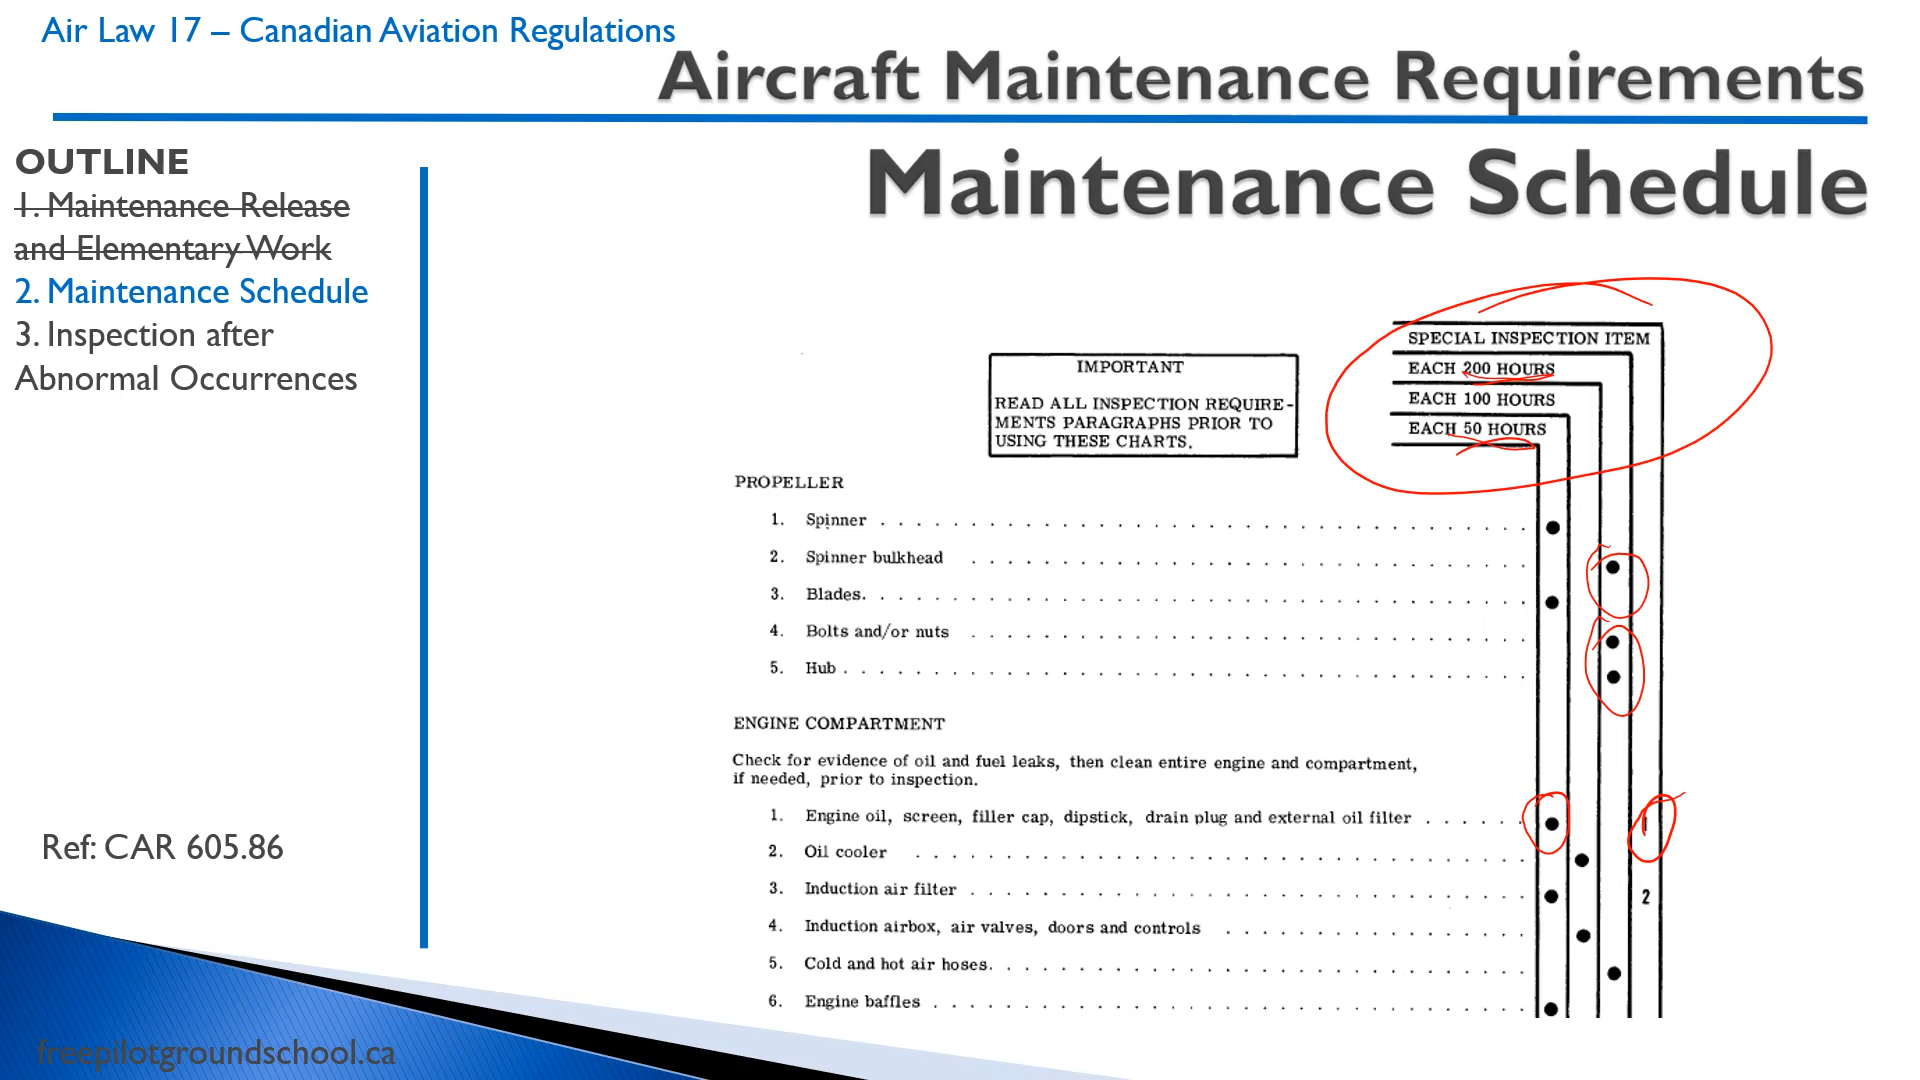 Air Law 17 – Canadian Aviation Regulations
Aircraft Maintenance Requirements
Maintenance Schedule
OUTLINE
1. Maintenance Release
and Elementary Work
2. Maintenance Schedule
3. Inspection after
Abnormal Occurrences
Ref: CAR 605.86
freepilotgroundschool.ca
IMPORTANT
READ ALL INSPECTION REQUIRE-
MENTS PARAGRAPHS PRIOR TO
USING THESE CHARTS.
SPECIAL INSPECTION ITEM
EACH 200 HOURS
EACH 100 HOURS
EACH 50 HOURS
PROPELLER
1. Spinner
2. Spinner bulkhead
3. Blades.
4. Bolts and/or nuts
5. Hub
ENGINE COMPARTMENT
Check for evidence of oil and fuel leaks, then clean entire engine and compartment,
if needed, prior to inspection.
1. Engine oil, screen, filler cap, dipstick, drain plug and external oil filter 1
2. Oil cooler
3. Induction air filter 2
4. Induction airbox, air valves, doors and controls
5. Cold and hot air hoses.
6. Engine baffles